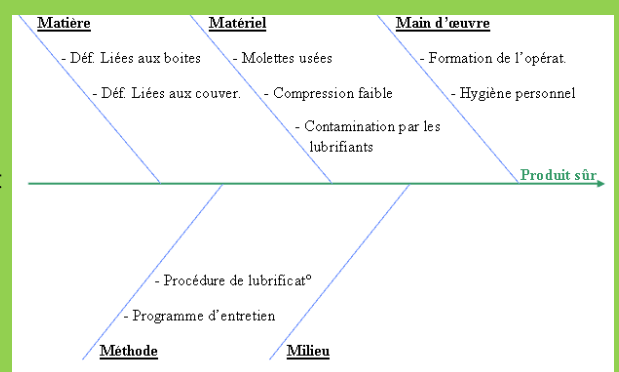 Matière
- Déf. Liées aux boites
- Déf. Liées aux couver.
Matériel
- Molettes usées
- Compression faible
- Contamination par les
lubrifiants
Main d’œuvre
- Formation de l’opérat.
- Hygiène personnel
Produit sûr
- Procédure de lubrificat°
- Programme d’entretien
Méthode
Milieu